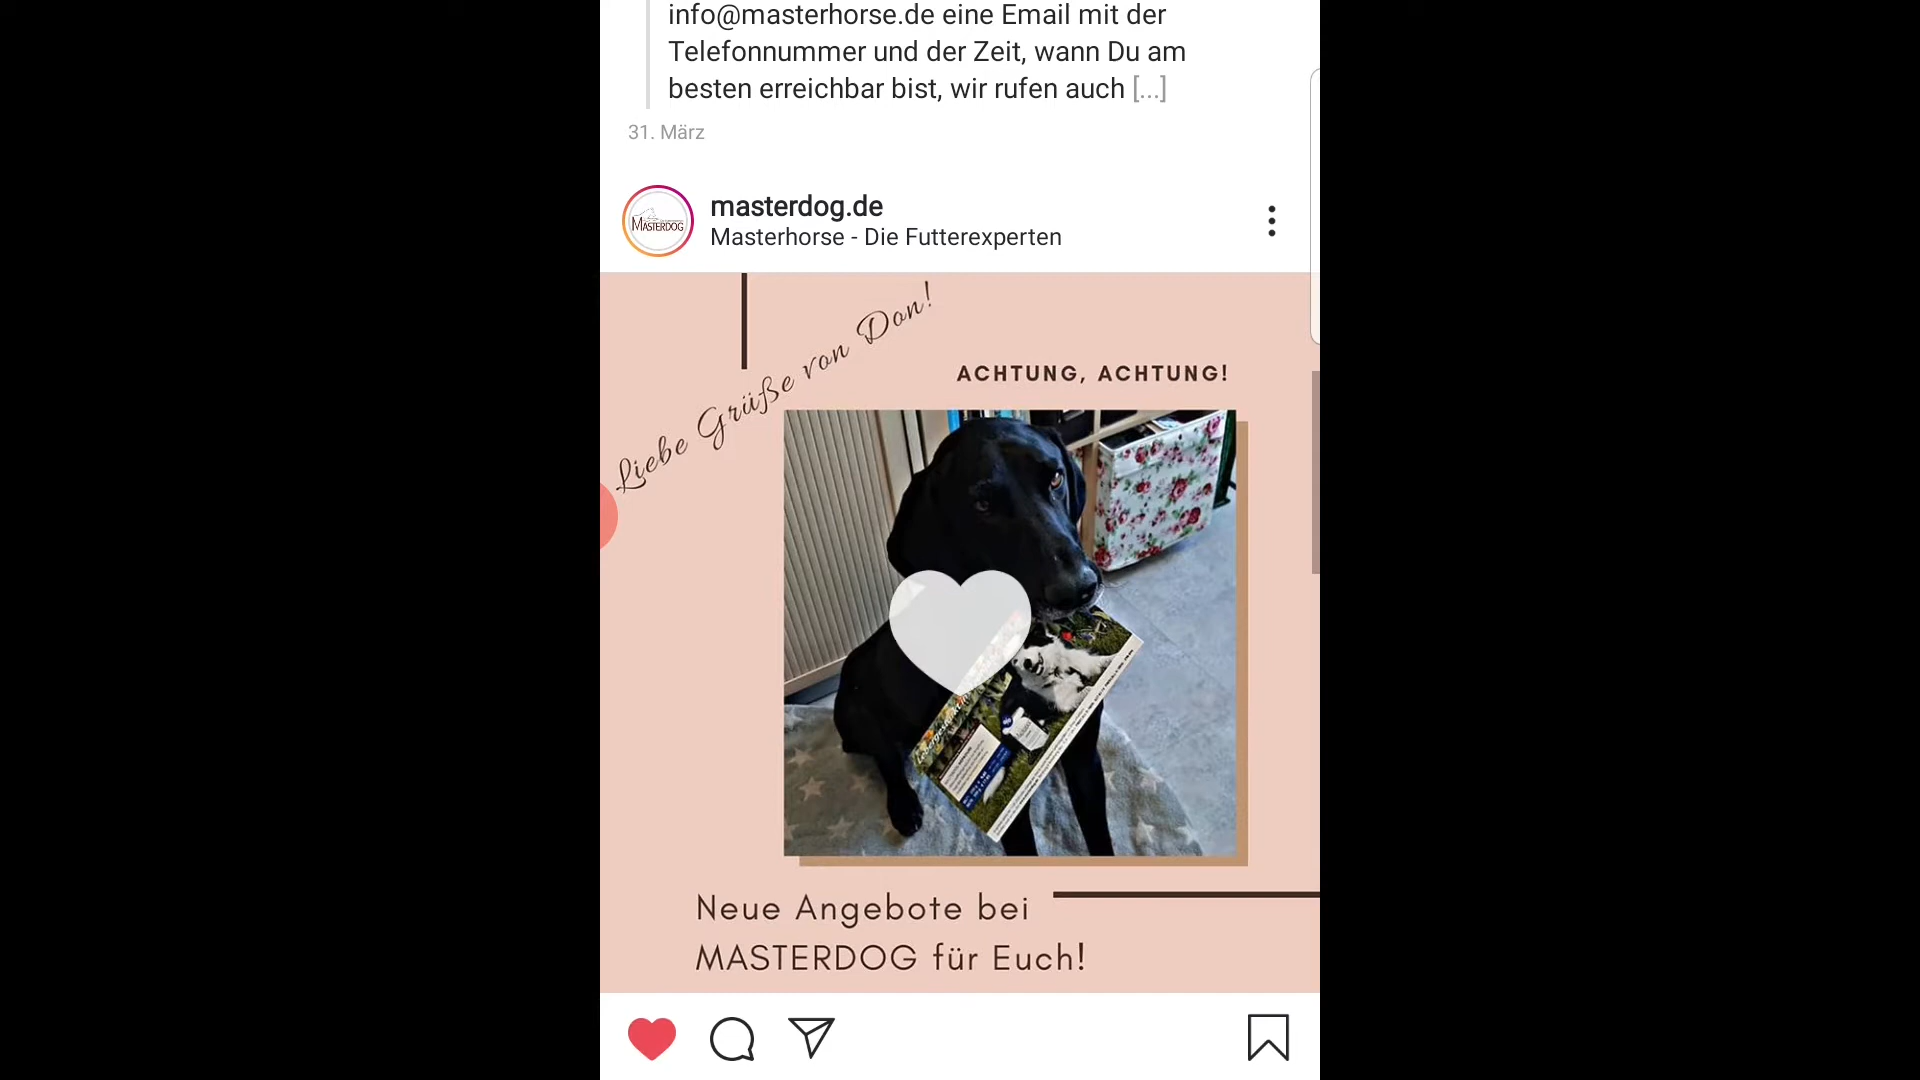 info@masterhorse.de eine Email mit der
Telefonnummer und der Zeit, wann Du am
besten erreichbar bist, wir rufen auch [...]
31. März
MASTERDOG
masterdog.de
Masterhorse - Die Futterexperten
Liebe Grüße von Don!
ACHTUNG, ACHTUNG!
Neue Angebote bei
MASTERDOG für Euch!